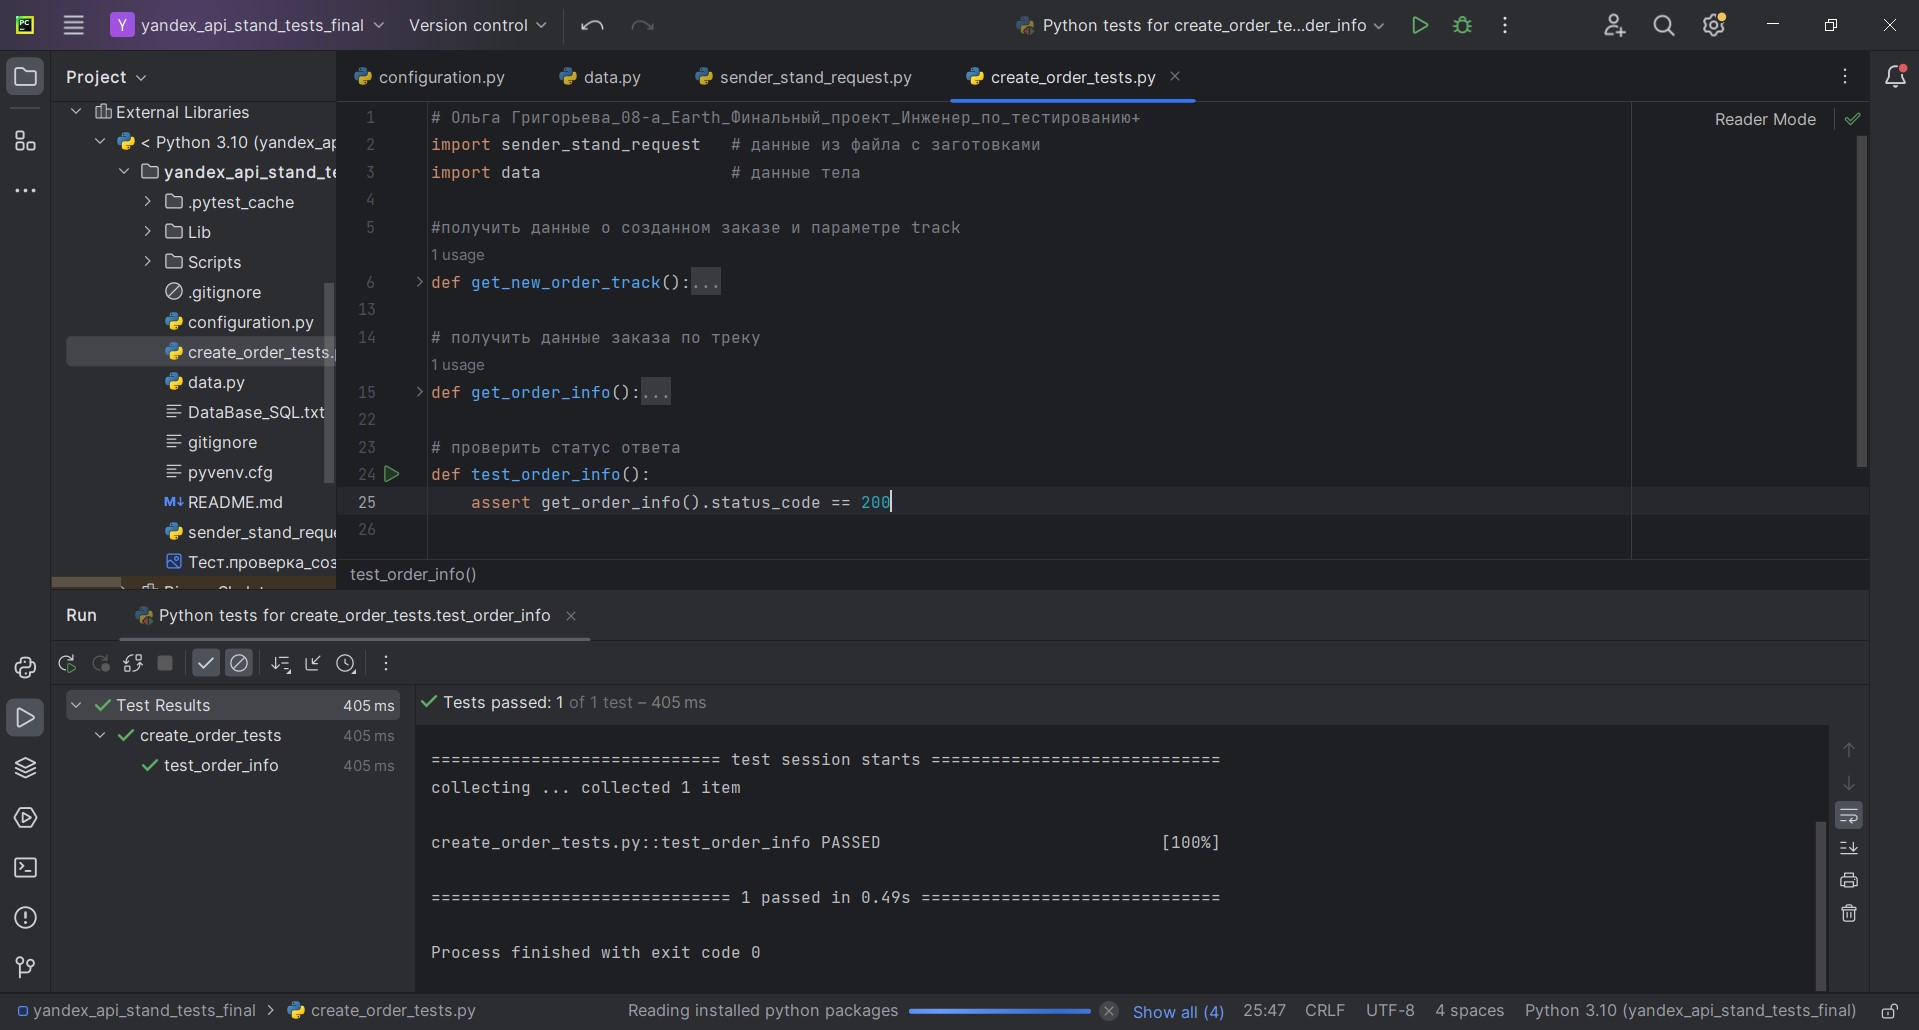 PC
Y yandex_api_stand_tests_final
Version control
Python tests for create_order_te...der_info
Project
configuration.py
data.py
sender_stand_request.py
create_order_tests.py
Reader Mode
External Libraries
< Python 3.10 (yandex_ap
yandex_api_stand_te
.pytest_cache
Lib
Scripts
.gitignore
configuration.py
create_order_tests.
data.py
DataBase_SQL.txt
gitignore
pyvenv.cfg
M↓ README.md
sender_stand_reque
Тест.проверка_соз
1 # Ольга Григорьева_08-а_Earth_Финальный_проект_Инженер_по_тестированию+
2 import sender_stand_request # данные из файла с заготовками
3 import data # данные тела
4
5 #получить данные о созданном заказе и параметре track
1 usage
6 def get_new_order_track():...
13
14 # получить данные заказа по треку
1 usage
15 def get_order_info():...
22
23 # проверить статус ответа
24 def test_order_info():
25 assert get_order_info().status_code == 200
26
test_order_info()
Run
Python tests for create_order_tests.test_order_info
Test Results 405 ms
create_order_tests 405 ms
test_order_info 405 ms
Tests passed: 1 of 1 test – 405 ms
============================= test session starts =============================
collecting ... collected 1 item
create_order_tests.py::test_order_info PASSED [100%]
============================== 1 passed in 0.49s ==============================
Process finished with exit code 0
yandex_api_stand_tests_final > create_order_tests.py
Reading installed python packages
Show all (4)
25:47
CRLF
UTF-8
4 spaces
Python 3.10 (yandex_api_stand_tests_final)